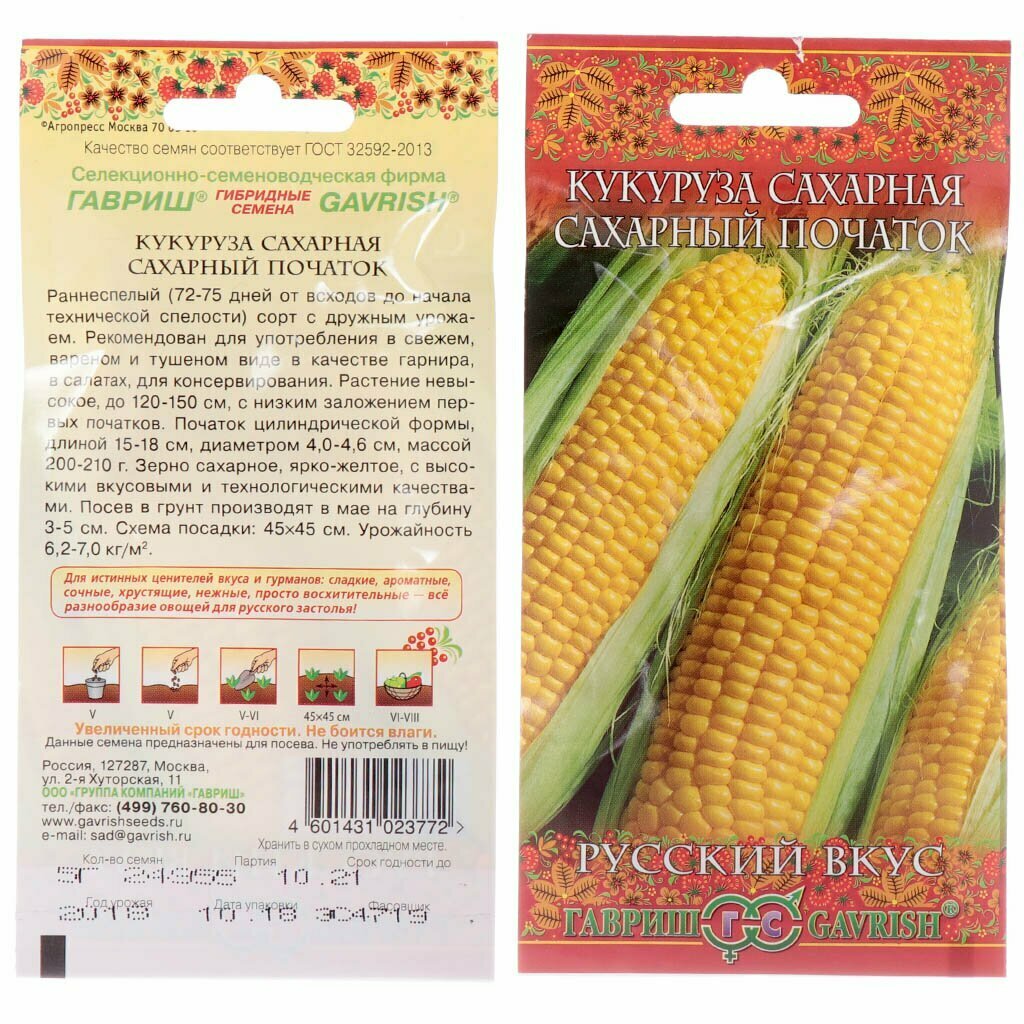 ©Агропресс Москва 70
Качество семян соответствует ГОСТ 32592-2013
Селекционно-семеноводческая фирма
ГАВРИШ® ГИБРИДНЫЕ СЕМЕНА GAVRISH®
КУКУРУЗА САХАРНАЯ
САХАРНЫЙ ПОЧАТОК
Раннеспелый (72-75 дней от всходов до начала
технической спелости) сорт с дружным урожа-
ем. Рекомендован для употребления в свежем,
вареном и тушеном виде в качестве гарнира,
в салатах, для консервирования. Растение невы-
сокое, до 120-150 см, с низким заложением пер-
вых початков. Початок цилиндрической формы,
длиной 15-18 см, диаметром 4,0-4,6 см, массой
200-210 г. Зерно сахарное, ярко-желтое, с высо-
кими вкусовыми и технологическими качества-
ми. Посев в грунт производят в мае на глубину
3-5 см. Схема посадки: 45×45 см. Урожайность
6,2-7,0 кг/м².
Для истинных ценителей вкуса и гурманов: сладкие, ароматные,
сочные, хрустящие, нежные, просто восхитительные — всё
разнообразие овощей для русского застолья!
V V V-VI 45×45 см VI-VIII
Увеличенный срок годности. Не боится влаги.
Данные семена предназначены для посева. Не употреблять в пищу!
Россия, 127287, Москва,
ул. 2-я Хуторская, 11
ООО «ГРУППА КОМПАНИЙ «ГАВРИШ»
тел./факс: (499) 760-80-30
www.gavrishseeds.ru
e-mail: sad@gavrish.ru
4 601431 023772 >
Хранить в сухом прохладном месте.
Кол-во семян Партия Срок годности до
5Г 24955 10.21
Год урожая Дата упаковки Фасовщик
2018 10.18
КУКУРУЗА САХАРНАЯ
САХАРНЫЙ ПОЧАТОК
РУССКИЙ ВКУС
ГАВРИШ ГС GAVRISH®